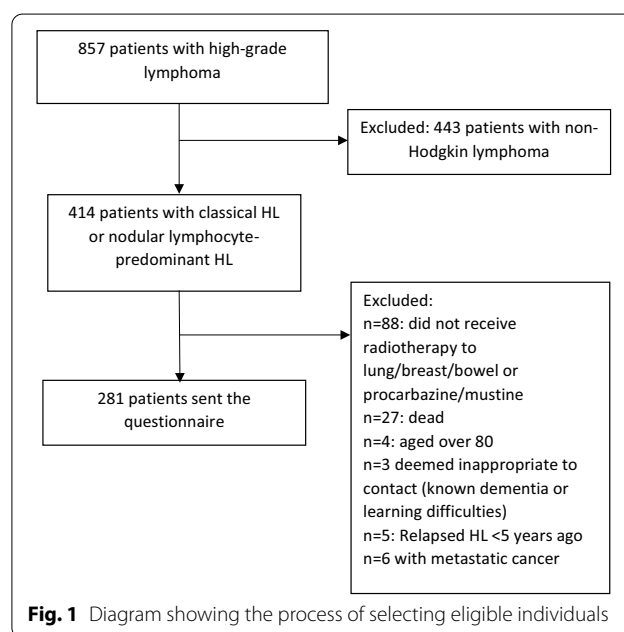 857 patients with high-grade
lymphoma
Excluded: 443 patients with non-
Hodgkin lymphoma
414 patients with classical HL
or nodular lymphocyte-
predominant HL
Excluded:
n=88: did not receive
radiotherapy to
lung/breast/bowel or
procarbazine/mustine
n=27: dead
n=4: aged over 80
n=3 deemed inappropriate to
contact (known dementia or
learning difficulties)
n=5: Relapsed HL <5 years ago
n=6 with metastatic cancer
281 patients sent the
questionnaire
Fig. 1 Diagram showing the process of selecting eligible individuals